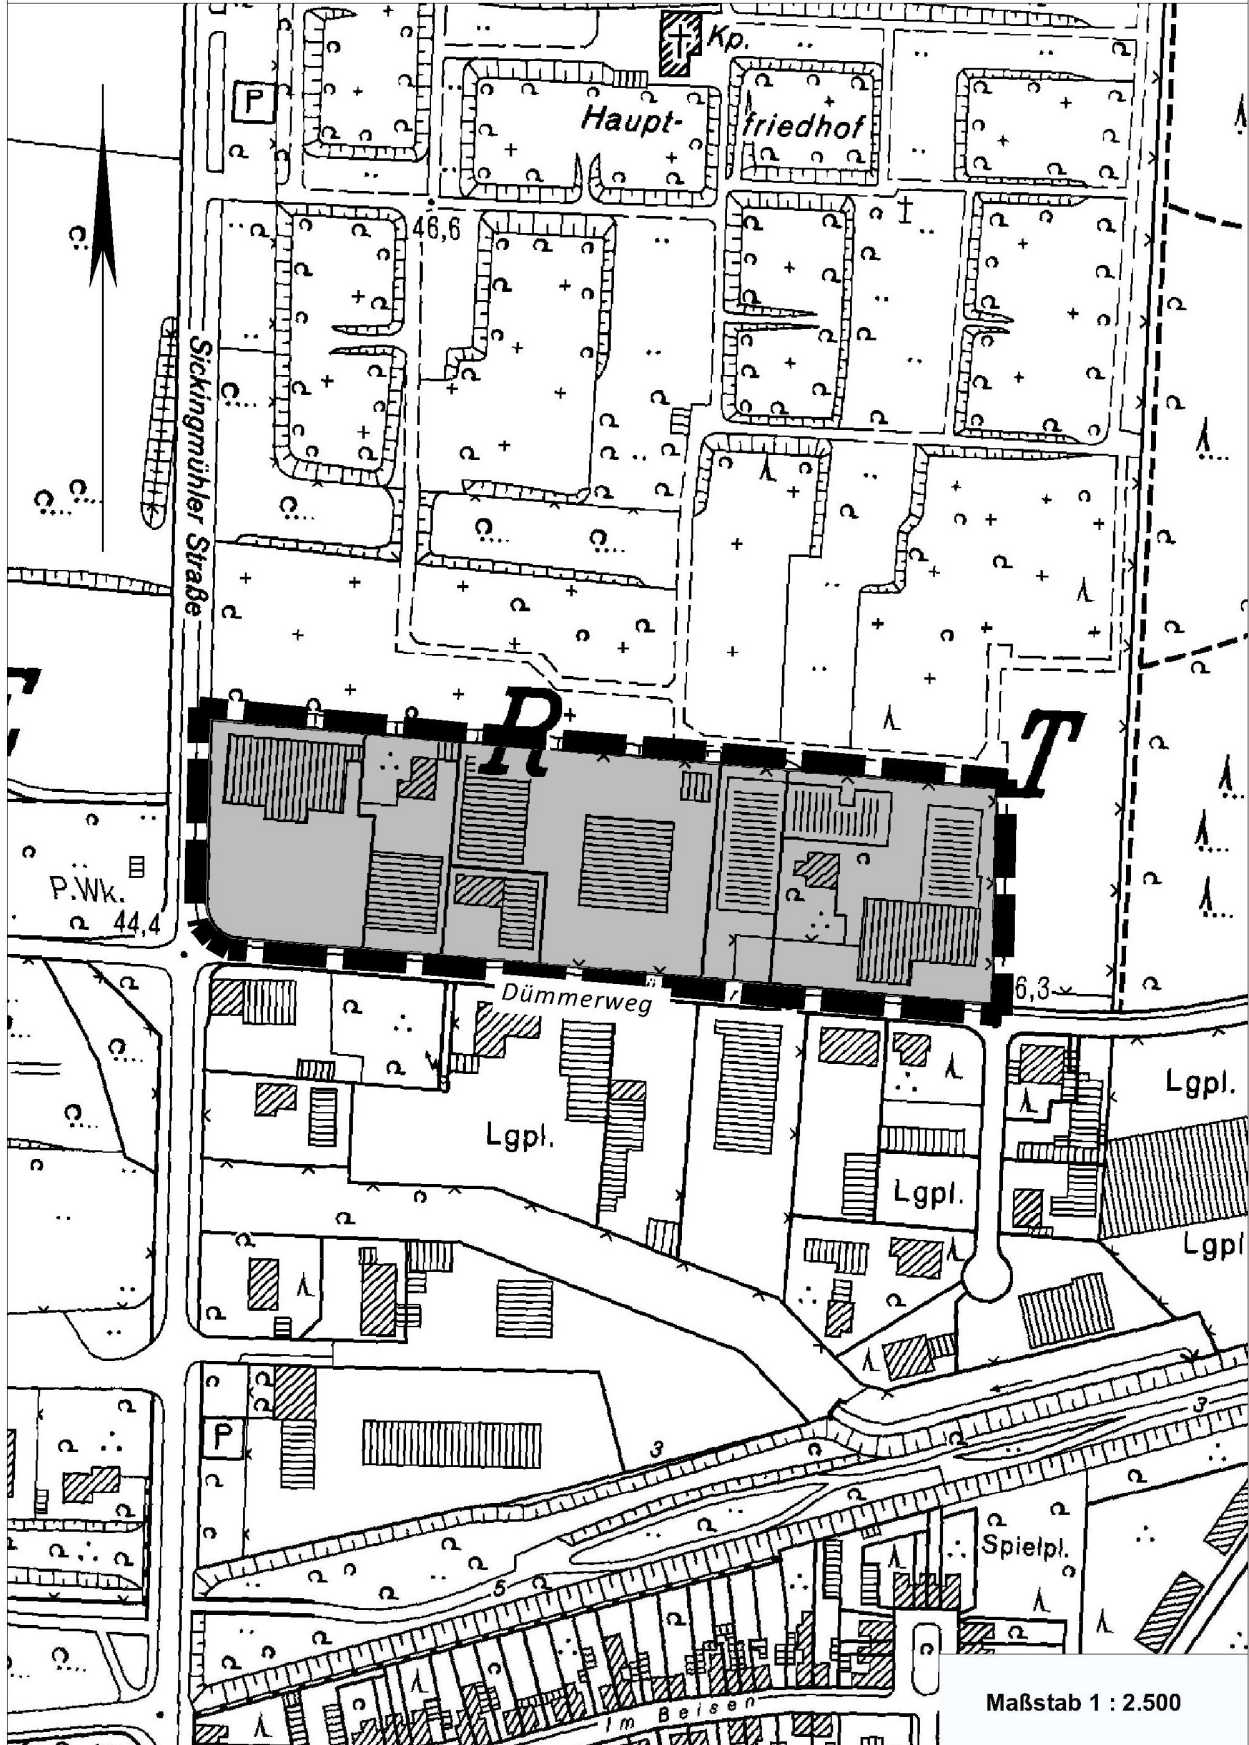 Kp.
P
Haupt- friedhof
46,6
Sickingmühler Straße
R
T
P.Wk.
44,4
Dümmerweg
6,3
Lgpl.
Lgpl.
Lgpl.
Lgpl
P
3
3
5
Spielpl.
Im Beisen
Maßstab 1 : 2.500